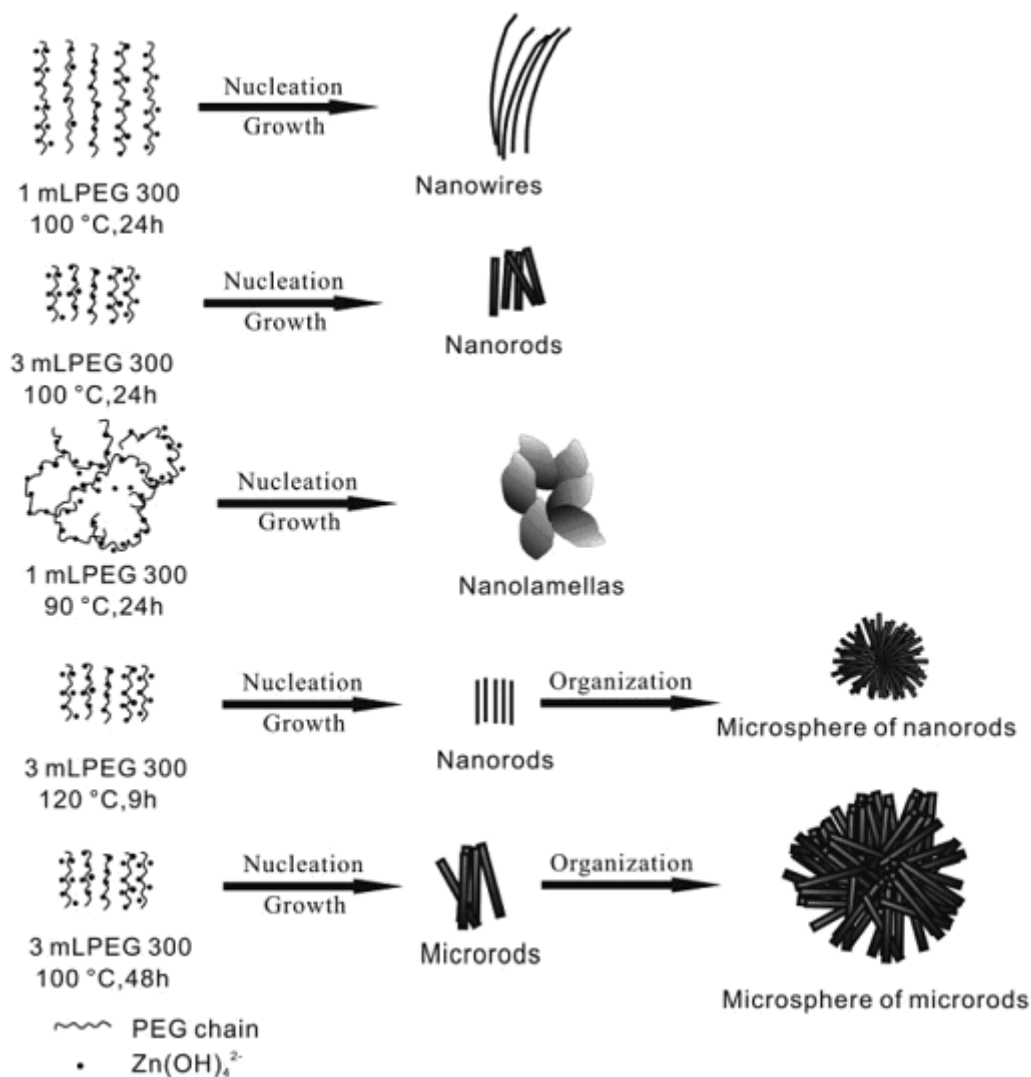 Nucleation
Growth
1 mLPEG 300
100 °C,24h
Nanowires
Nucleation
Growth
3 mLPEG 300
100 °C,24h
Nanorods
Nucleation
Growth
1 mLPEG 300
90 °C,24h
Nanolamellas
Nucleation
Growth
3 mLPEG 300
120 °C,9h
Nanorods
Organization
Microsphere of nanorods
Nucleation
Growth
3 mLPEG 300
100 °C,48h
Microrods
Organization
Microsphere of microrods
PEG chain
Zn(OH)₄²⁻